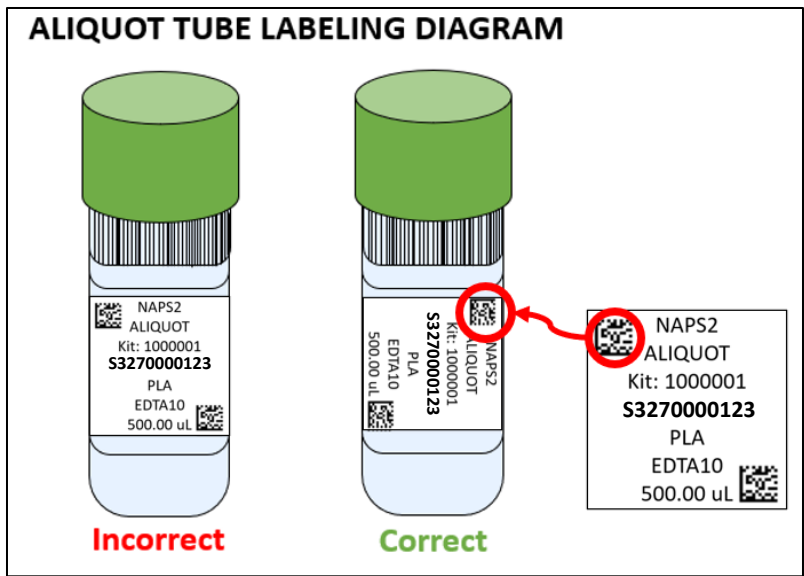 ALIQUOT TUBE LABELING DIAGRAM
NAPS2
ALIQUOT
Kit: 1000001
S3270000123
PLA
EDTA10
500.00 uL
Incorrect
NAPS2
ALIQUOT
Kit: 1000001
S3270000123
PLA
EDTA10
500.00 uL
Correct
NAPS2
ALIQUOT
Kit: 1000001
S3270000123
PLA
EDTA10
500.00 uL